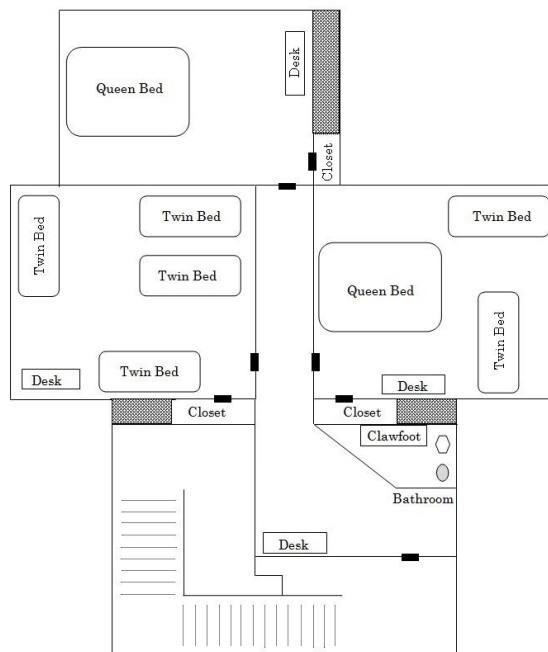 Queen Bed
Desk
Closet
Twin Bed
Twin Bed
Twin Bed
Twin Bed
Desk
Queen Bed
Twin Bed
Twin Bed
Desk
Closet
Closet
Clawfoot
Bathroom
Desk